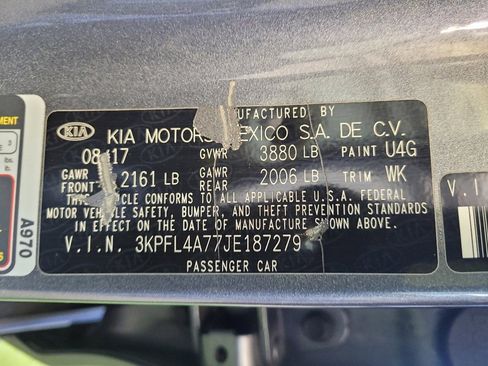 MANUFACTURED BY
KIA KIA MOTORS MEXICO S.A. DE C.V.
08/17 GVWR 3880 LB PAINT U4G
GAWR FRONT 2161 LB GAWR REAR 2006 LB TRIM WK
THIS VEHICLE CONFORMS TO ALL APPLICABLE U.S.A. FEDERAL
MOTOR VEHICLE SAFETY, BUMPER, AND THEFT PREVENTION
STANDARDS IN EFFECT ON THE DATE OF MANUFACTURE SHOWN ABOVE.
V.I.N. 3KPFL4A77JE187279
PASSENGER CAR
A970
V.I